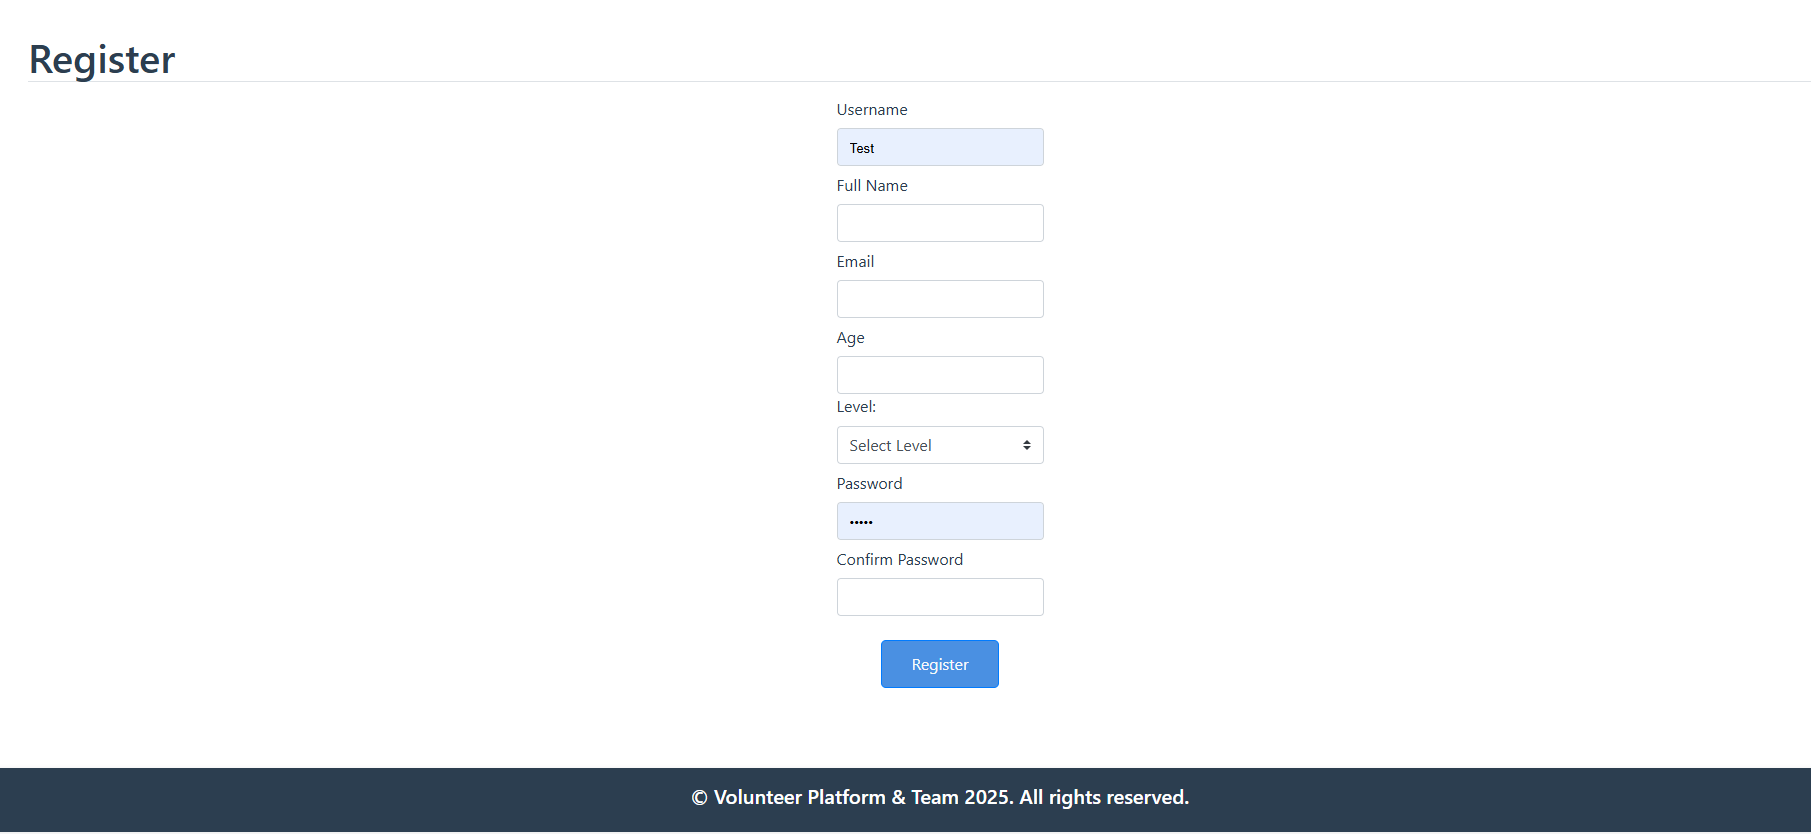 Register
Username
Test
Full Name
Email
Age
Level:
Select Level
Password
•••••
Confirm Password
Register
© Volunteer Platform & Team 2025. All rights reserved.